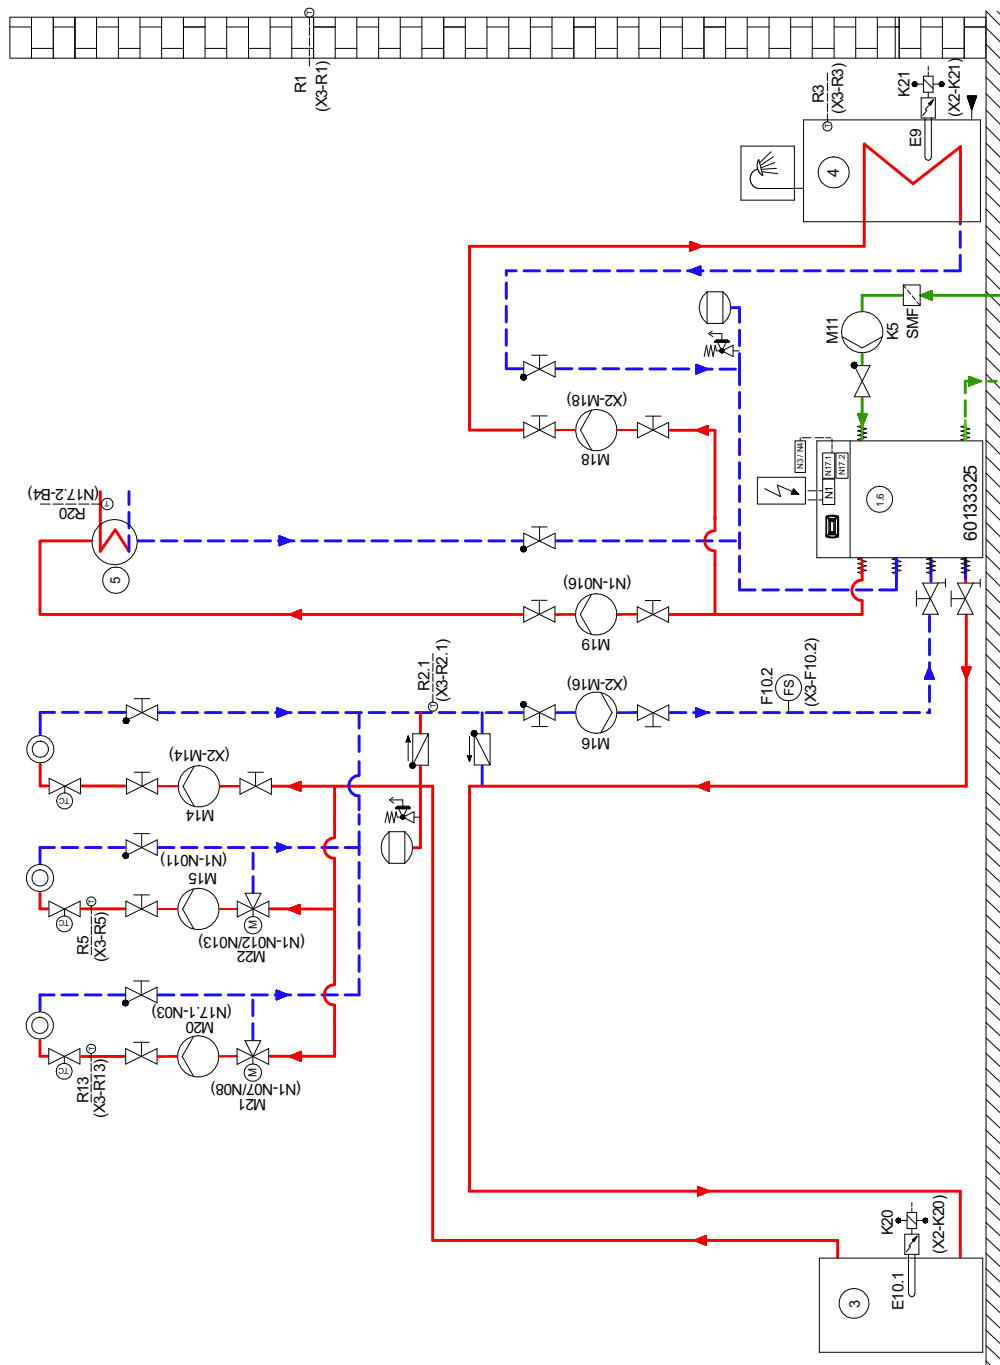 R1
(X3-R1)
R3
(X3-R3)
K21
(X2-K21)
E9
4
M11
K5
SMF
(X2-M18)
M18
N3 / N4
N1
N17.1
N17.2
1.6
60133325
R20
(N17.2-B4)
T
5
(N1-N016)
M19
R2.1
(X3-R2.1)
(X2-M16)
M16
F10.2
(X3-F10.2)
FS
(X2-M14)
M14
TC
(N1-N011)
M15
R5
(X3-R5)
TC
M
M22
(N1-N012/N013)
(N17.1-N03)
M20
R13
(X3-R13)
TC
M
M21
(N1-N07/N08)
K20
(X2-K20)
E10.1
3
T
T
T
T
T